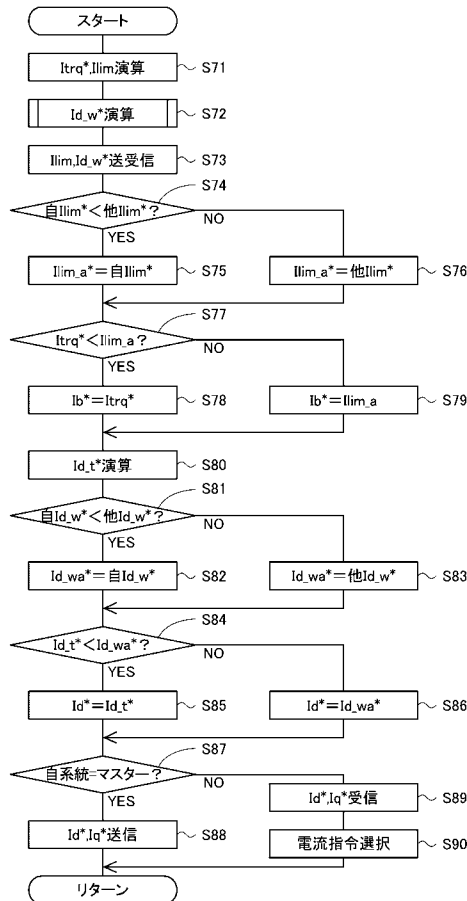 スタート
Itrq*,Ilim演算
S71
Id_w*演算
S72
Ilim,Id_w*送受信
S73
S74
自Ilim*<他Ilim*?
NO
YES
Ilim_a*=自Ilim*
S75
Ilim_a*=他Ilim*
S76
S77
Itrq*<Ilim_a?
NO
YES
Ib*=Itrq*
S78
Ib*=Ilim_a
S79
Id_t*演算
S80
S81
自Id_w*<他Id_w*?
NO
YES
Id_wa*=自Id_w*
S82
Id_wa*=他Id_w*
S83
S84
Id_t*<Id_wa*?
NO
YES
Id*=Id_t*
S85
Id*=Id_wa*
S86
S87
自系統=マスター?
NO
YES
Id*,Iq*受信
S89
Id*,Iq*送信
S88
電流指令選択
S90
リターン